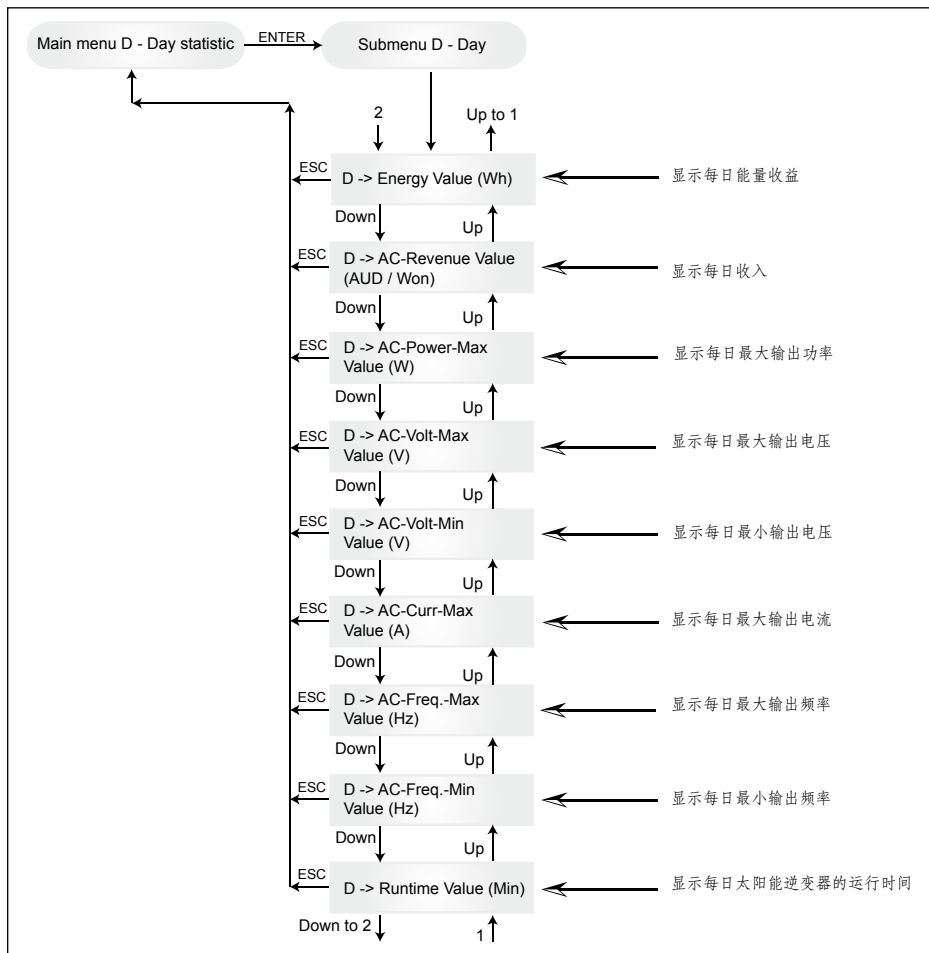 Main menu D - Day statistic
ENTER
Submenu D - Day
2
Up to 1
ESC
D -> Energy Value (Wh)
显示每日能量收益
Down
Up
ESC
D -> AC-Revenue Value
(AUD / Won)
显示每日收入
Down
Up
ESC
D -> AC-Power-Max
Value (W)
显示每日最大输出功率
Down
Up
ESC
D -> AC-Volt-Max
Value (V)
显示每日最大输出电压
Down
Up
ESC
D -> AC-Volt-Min
Value (V)
显示每日最小输出电压
Down
Up
ESC
D -> AC-Curr-Max
Value (A)
显示每日最大输出电流
Down
Up
ESC
D -> AC-Freq.-Max
Value (Hz)
显示每日最大输出频率
Down
Up
ESC
D -> AC-Freq.-Min
Value (Hz)
显示每日最小输出频率
Down
Up
ESC
D -> Runtime Value (Min)
显示每日太阳能逆变器的运行时间
Down to 2
1